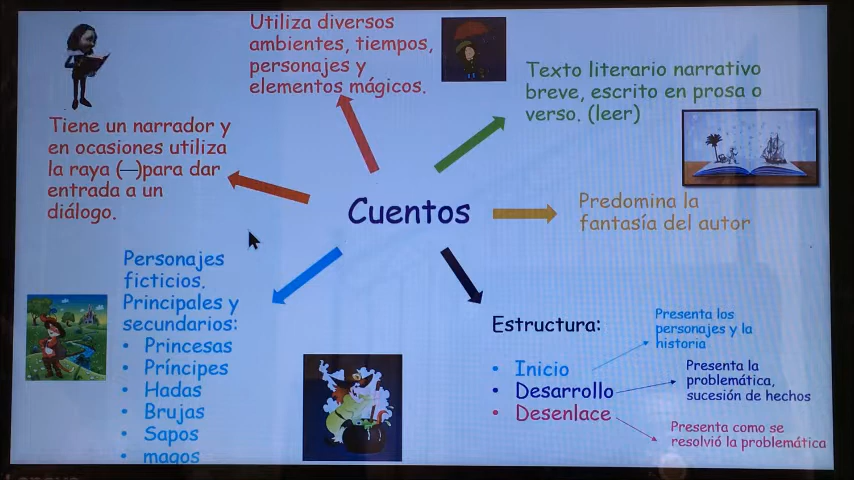 Utiliza diversos
ambientes, tiempos,
personajes y
elementos mágicos.
Texto literario narrativo
breve, escrito en prosa o
verso. (leer)
Tiene un narrador y
en ocasiones utiliza
la raya (—)para dar
entrada a un
diálogo.
Cuentos
Predomina la
fantasía del autor
Personajes
ficticios.
Principales y
secundarios:
• Princesas
• Príncipes
• Hadas
• Brujas
• Sapos
• magos
Estructura:
• Inicio
• Desarrollo
• Desenlace
Presenta los
personajes y la
historia
Presenta la
problemática,
sucesión de hechos
Presenta como se
resolvió la problemática